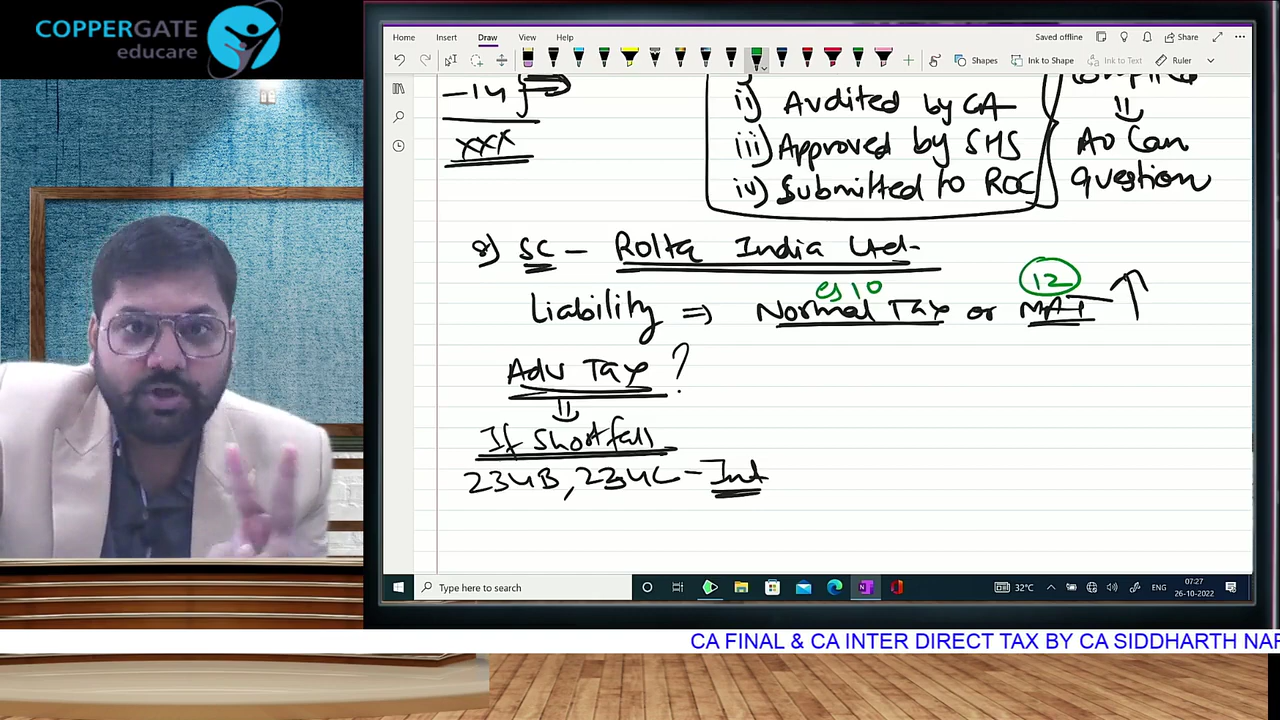 COPPERGATE
educare
Home Insert Draw View Help
Saved offline
Share
Shapes
Ink to Shape
Ink to Text
Ruler
-14
XXX
ii) Audited by CA
iii) Approved by SHS
iv) Submitted to ROC
AO Can
question
8) SC - Rolta India Ltd-
eg 10
12
Liability ⇒ Normal Tax or MAT ↑
Adv Tax ?
If Shortfall
234B, 234C - Int
Type here to search
32°C
ENG
07:27
26-10-2022
CA FINAL & CA INTER DIRECT TAX BY CA SIDDHARTH